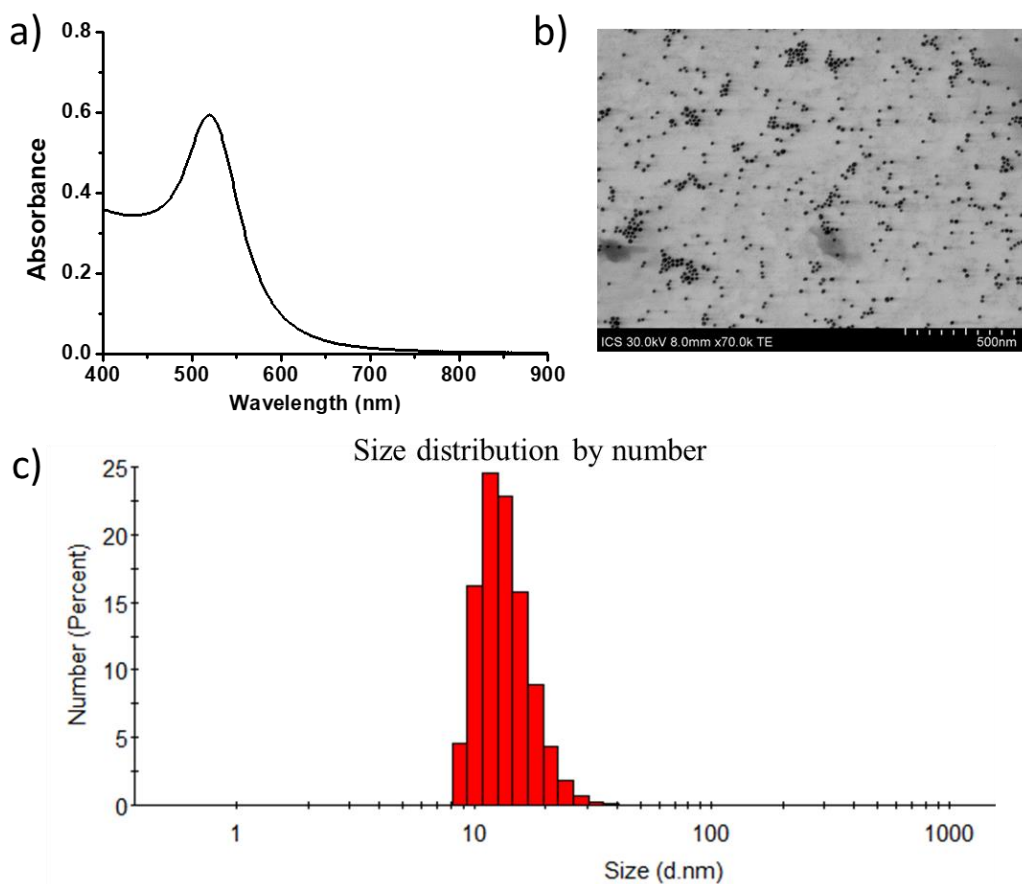 a)
0.8
0.6
0.4
0.2
0.0
Absorbance
400 500 600 700 800 900
Wavelength (nm)
b)
ICS 30.0kV 8.0mm x70.0k TE 500nm
c)
Size distribution by number
25
20
15
10
5
0
Number (Percent)
1 10 100 1000
Size (d.nm)